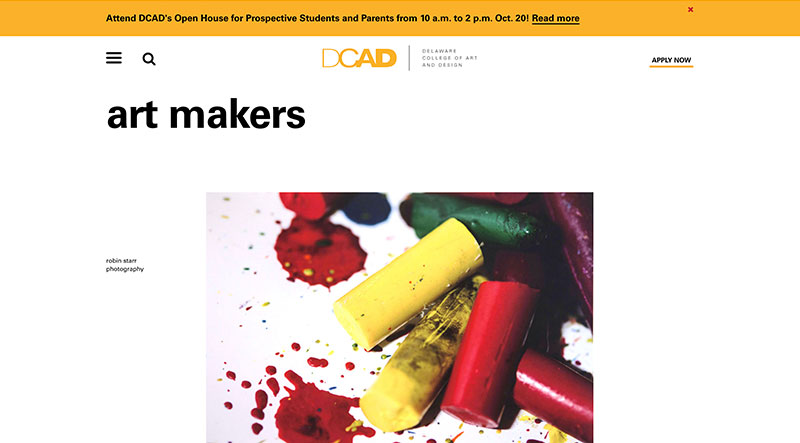 Attend DCAD's Open House for Prospective Students and Parents from 10 a.m. to 2 p.m. Oct. 20! Read more
DCAD
DELAWARE
COLLEGE OF ART
AND DESIGN
APPLY NOW
art makers
robin starr
photography